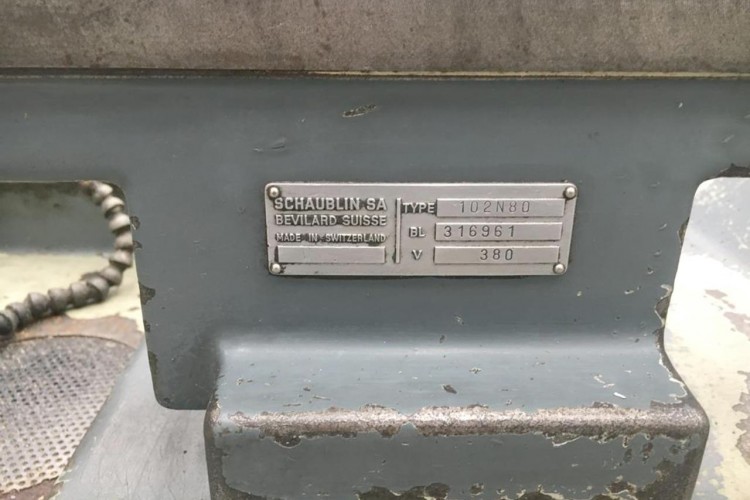 SCHAUBLIN SA
BEVILARD SUISSE
MADE IN SWITZERLAND
TYPE 102N80
BL 316961
V 380